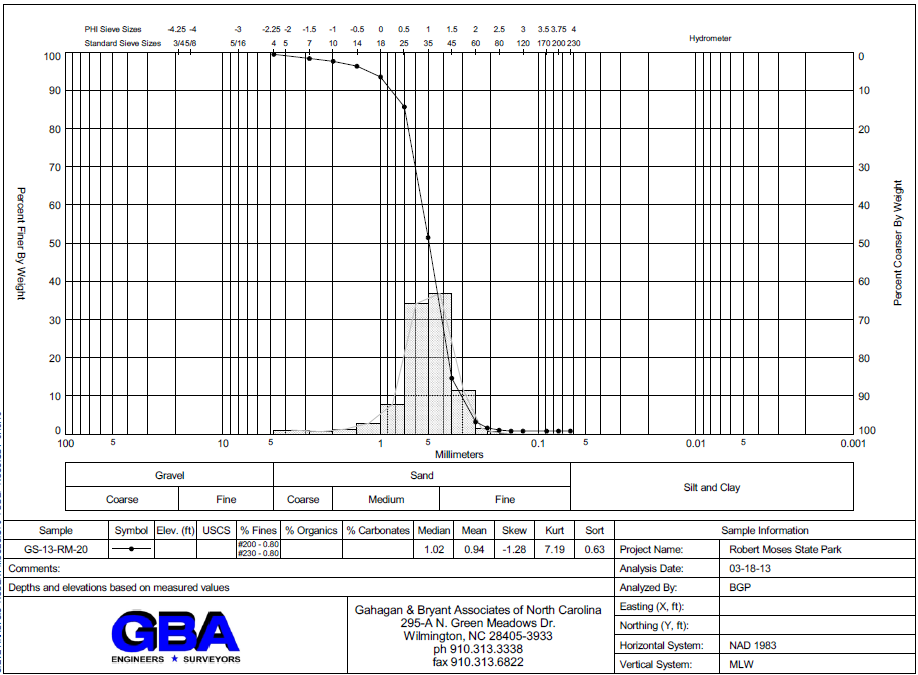 PHI Sieve Sizes -4.25 -4 -3 -2.25 -2 -1.5 -1 -0.5 0 0.5 1 1.5 2 2.5 3 3.5 3.75 4
Hydrometer
Standard Sieve Sizes 3/4 5/8 5/16 4 5 7 10 14 18 25 35 45 60 80 120 170 200 230
100 0
90 10
80 20
70 30
60 40
50 50
40 60
30 70
20 80
10 90
0 100
Percent Finer By Weight
Percent Coarser By Weight
100 5 10 5 1 5 0.1 5 0.01 5 0.001
Millimeters
Gravel Sand Silt and Clay
Coarse Fine Coarse Medium Fine
Sample Symbol Elev. (ft) USCS % Fines % Organics % Carbonates Median Mean Skew Kurt Sort Sample Information
GS-13-RM-20 #200 - 0.80 1.02 0.94 -1.28 7.19 0.63 Project Name: Robert Moses State Park
#230 - 0.80
Comments: Analysis Date: 03-18-13
Depths and elevations based on measured values Analyzed By: BGP
GBA
ENGINEERS ★ SURVEYORS
Gahagan & Bryant Associates of North Carolina
295-A N. Green Meadows Dr.
Wilmington, NC 28405-3933
ph 910.313.3338
fax 910.313.6822
Easting (X, ft):
Northing (Y, ft):
Horizontal System: NAD 1983
Vertical System: MLW